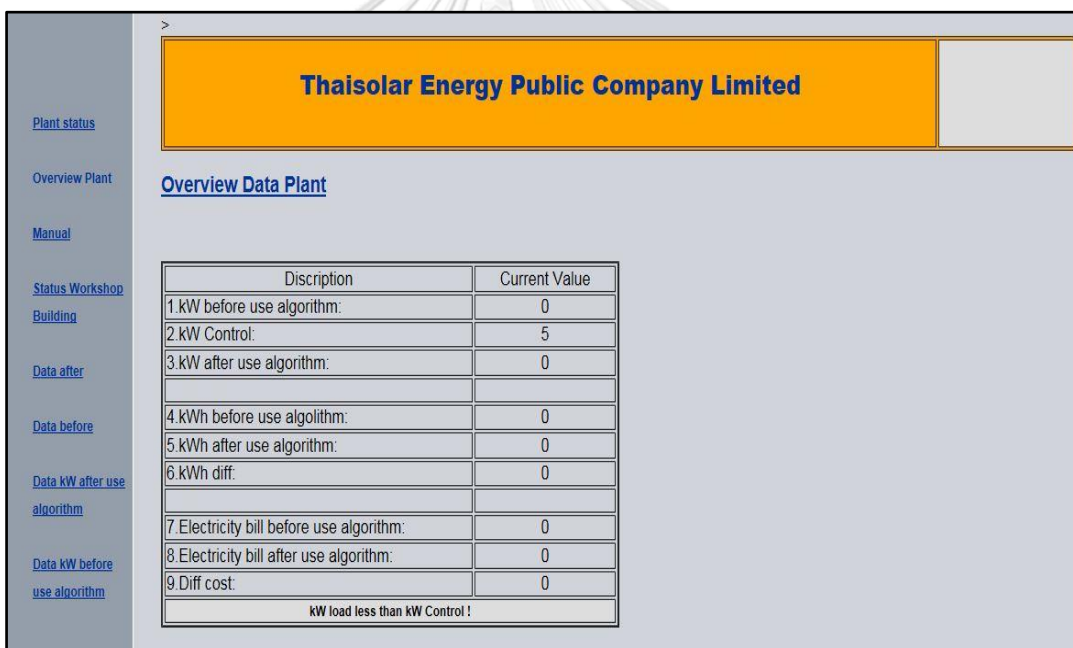 >
Thaisolar Energy Public Company Limited
Plant status
Overview Plant
Manual
Status Workshop
Building
Data after
Data before
Data kW after use
algorithm
Data kW before
use algorithm
Overview Data Plant
Discription Current Value
1.kW before use algorithm: 0
2.kW Control: 5
3.kW after use algorithm: 0
4.kWh before use algolithm: 0
5.kWh after use algorithm: 0
6.kWh diff: 0
7.Electricity bill before use algorithm: 0
8.Electricity bill after use algorithm: 0
9.Diff cost: 0
kW load less than kW Control !